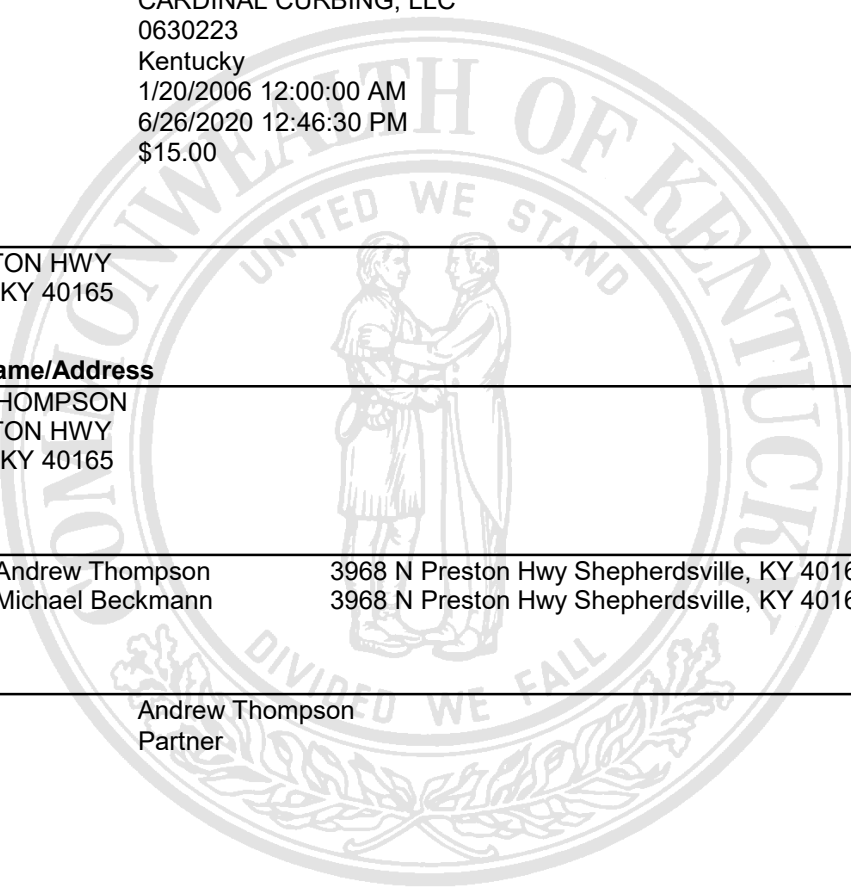 CARDINAL CURBING, LLC
0630223
Kentucky
1/20/2006 12:00:00 AM
6/26/2020 12:46:30 PM
$15.00
TON HWY
KY 40165
ame/Address
HOMPSON
TON HWY
KY 40165
Andrew Thompson 3968 N Preston Hwy Shepherdsville, KY 4016
Michael Beckmann 3968 N Preston Hwy Shepherdsville, KY 4016
Andrew Thompson
Partner
COMMONWEALTH OF KENTUCKY
UNITED WE STAND
DIVIDED WE FALL